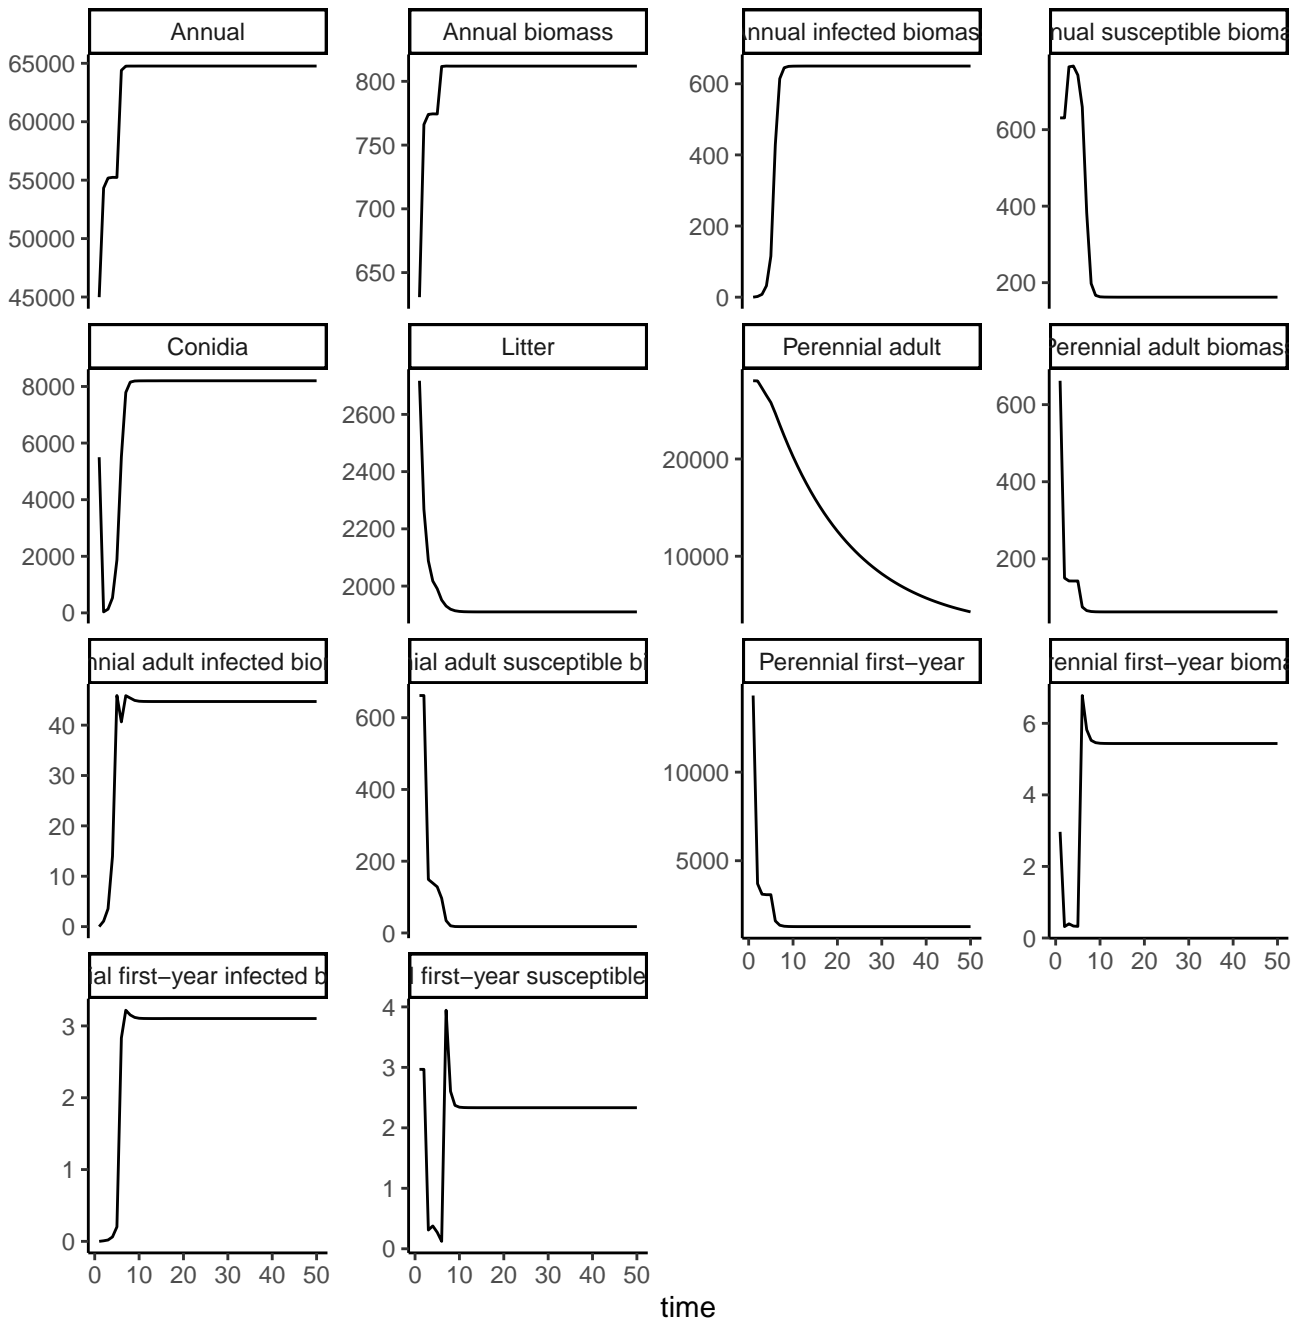 Annual
Annual biomass
Annual infected biomas
nual susceptible bioma
65000
60000
55000
50000
45000
800
750
700
650
600
400
200
0
600
400
200
Conidia
Litter
Perennial adult
Perennial adult biomas
8000
6000
4000
2000
0
2600
2400
2200
2000
20000
10000
600
400
200
nnial adult infected bio
ial adult susceptible bi
Perennial first−year
rennial first−year bioma
40
30
20
10
0
600
400
200
0
10000
5000
6
4
2
0
0 10 20 30 40 50
0 10 20 30 40 50
ial first−year infected b
l first−year susceptible
3
2
1
0
4
3
2
1
0
0 10 20 30 40 50
0 10 20 30 40 50
time